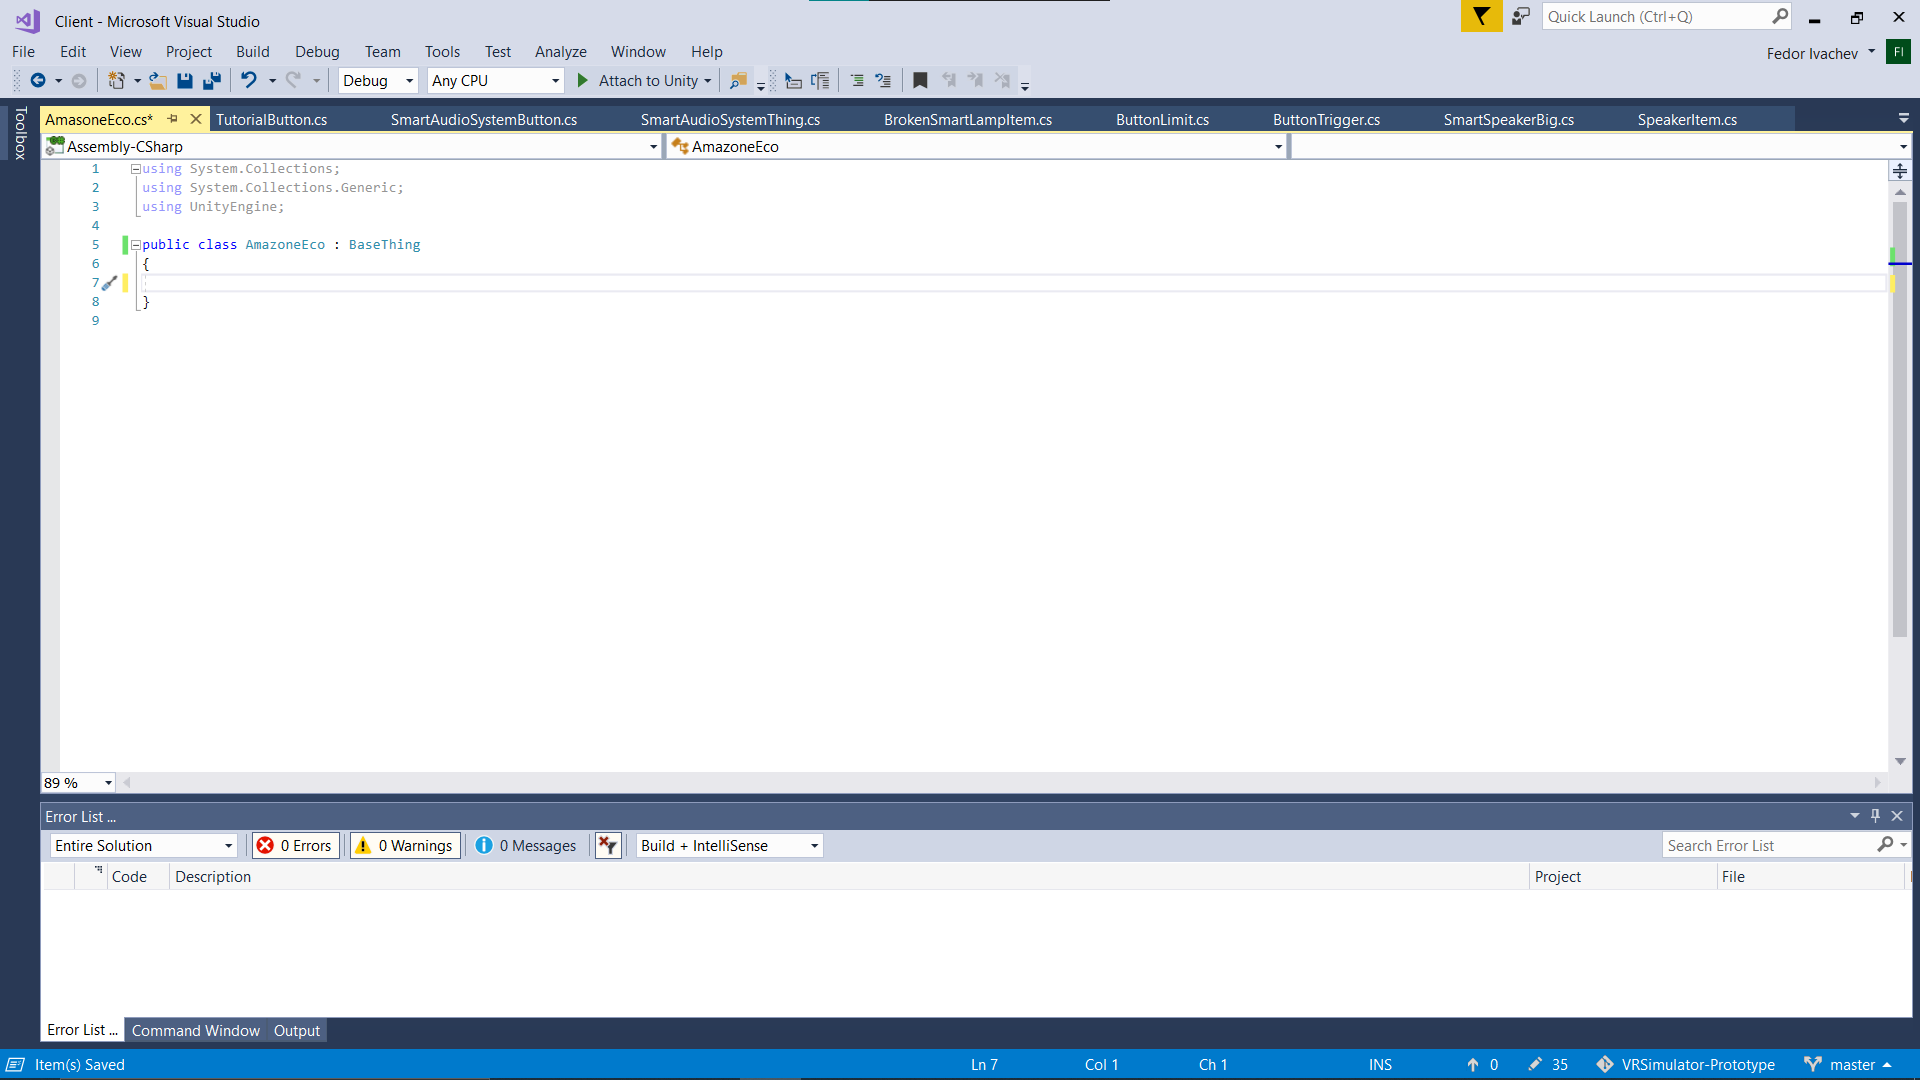 Client - Microsoft Visual Studio
Quick Launch (Ctrl+Q)
File Edit View Project Build Debug Team Tools Test Analyze Window Help
Fedor Ivachev FI
Debug Any CPU Attach to Unity
Toolbox
AmasoneEco.cs* TutorialButton.cs SmartAudioSystemButton.cs SmartAudioSystemThing.cs BrokenSmartLampItem.cs ButtonLimit.cs ButtonTrigger.cs SmartSpeakerBig.cs SpeakerItem.cs
Assembly-CSharp AmazoneEco
1 using System.Collections;
2 using System.Collections.Generic;
3 using UnityEngine;
4
5 public class AmazoneEco : BaseThing
6 {
7
8 }
9
89 %
Error List ...
Entire Solution 0 Errors 0 Warnings 0 Messages Build + IntelliSense Search Error List
Code Description Project File
Error List ... Command Window Output
Item(s) Saved Ln 7 Col 1 Ch 1 INS 0 35 VRSimulator-Prototype master